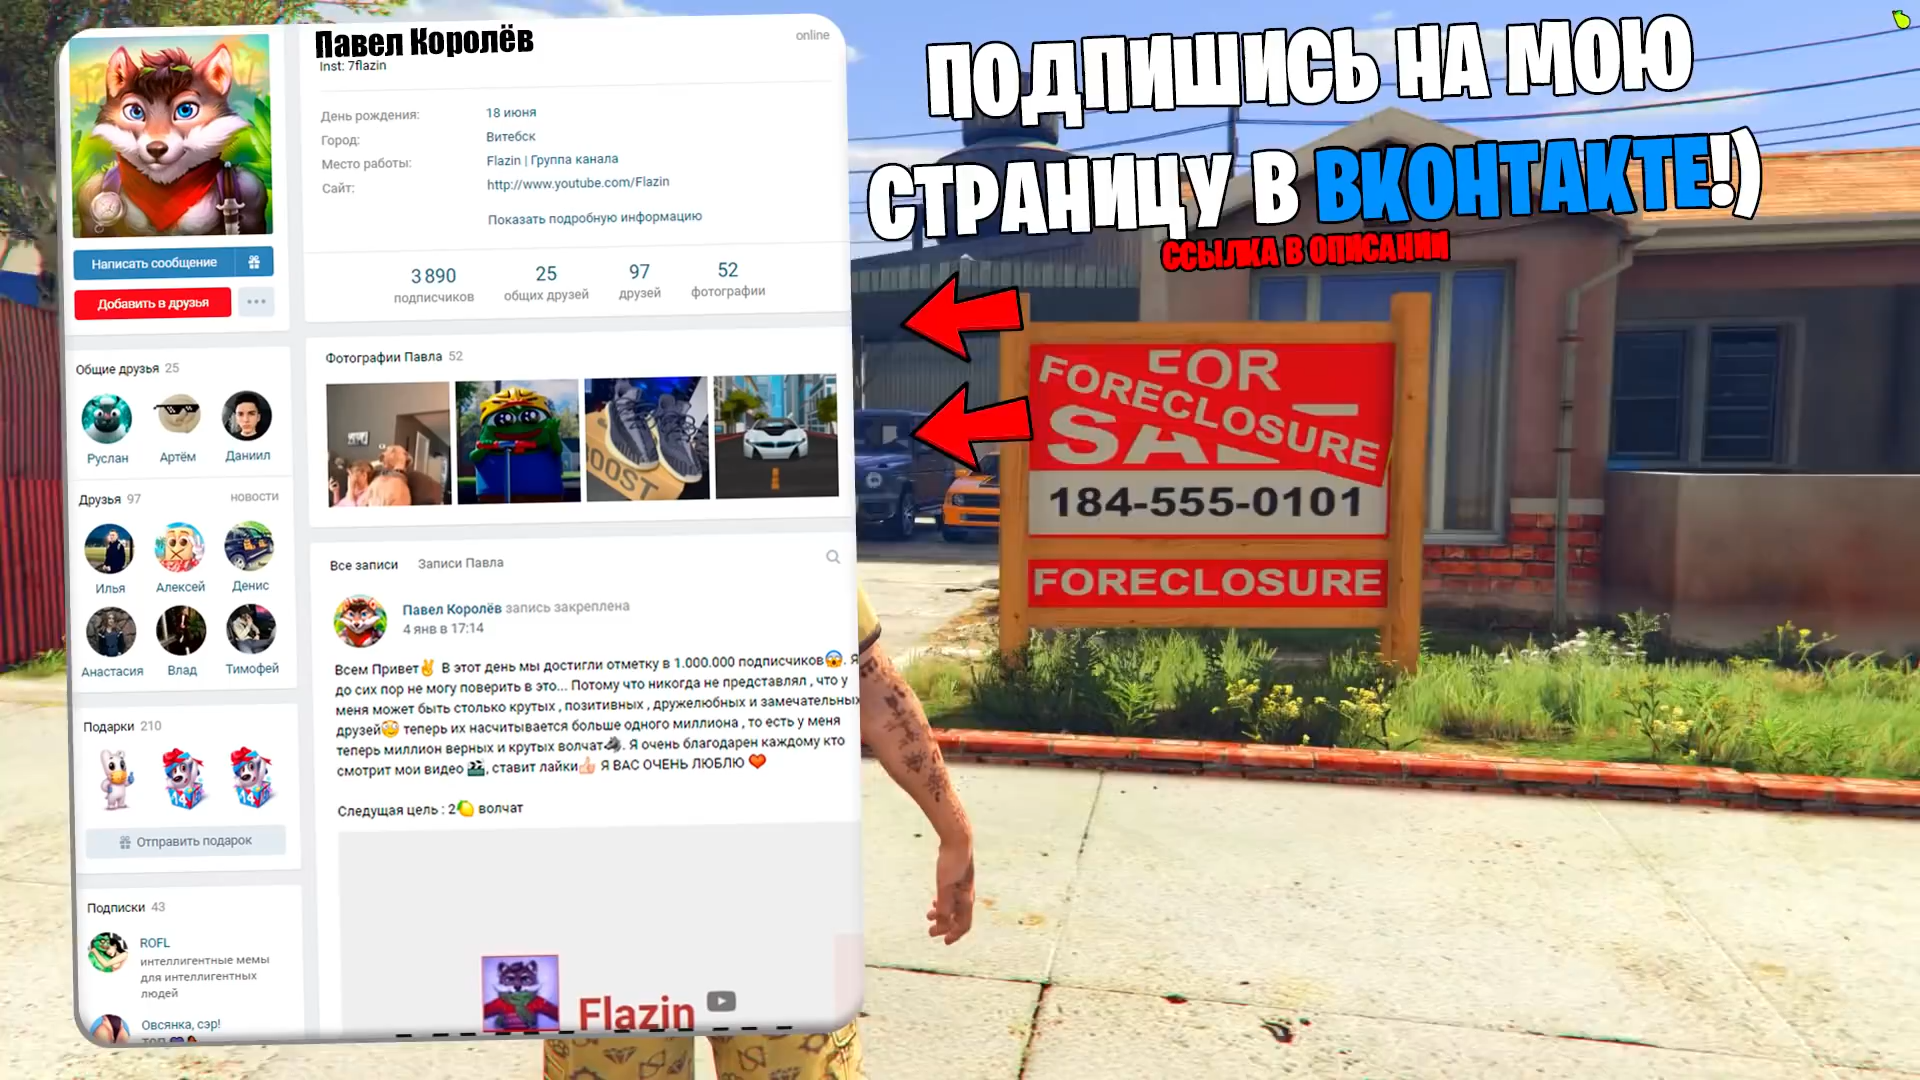 Павел Королёв
Inst: 7flazin
online
День рождения: 18 июня
Город: Витебск
Место работы: Flazin | Группа канала
Сайт: http://www.youtube.com/Flazin
Показать подробную информацию
3 890 подписчиков
25 общих друзей
97 друзей
52 фотографии
Написать сообщение
Добавить в друзья
Общие друзья 25
Руслан Артём Даниил
Друзья 97 новости
Илья Алексей Денис
Анастасия Влад Тимофей
Подарки 210
14 14
Отправить подарок
Подписки 43
ROFL
интеллигентные мемы
для интеллигентных
людей
Овсянка, сэр!
Фотографии Павла 52
BOOST
Все записи Записи Павла
Павел Королёв запись закреплена
4 янв в 17:14
Всем Привет✌ В этот день мы достигли отметку в 1.000.000 подписчиков😱. Я
до сих пор не могу поверить в это... Потому что никогда не представлял , что у
меня может быть столько крутых , позитивных , дружелюбных и замечательных
друзей😊 теперь их насчитывается больше одного миллиона , то есть у меня
теперь миллион верных и крутых волчат🐺. Я очень благодарен каждому кто
смотрит мои видео 🎬, ставит лайки👍 Я ВАС ОЧЕНЬ ЛЮБЛЮ ❤
Следущая цель : 2🍋 волчат
Flazin
ПОДПИШИСЬ НА МОЮ
СТРАНИЦУ В ВКОНТАКТЕ!)
ССЫЛКА В ОПИСАНИИ
FOR
FORECLOSURE
184-555-0101
FORECLOSURE